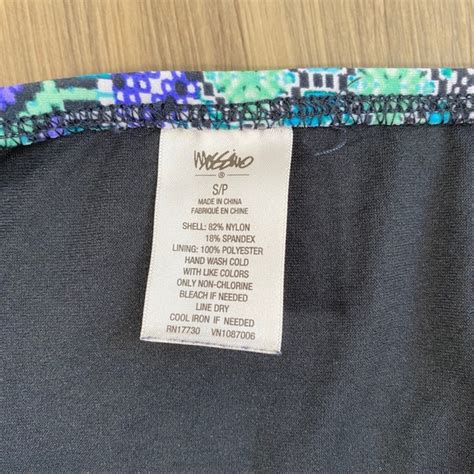 Mossimo
®
S/P
MADE IN CHINA
FABRIQUÉ EN CHINE
SHELL: 82% NYLON
18% SPANDEX
LINING: 100% POLYESTER
HAND WASH COLD
WITH LIKE COLORS
ONLY NON-CHLORINE
BLEACH IF NEEDED
LINE DRY
COOL IRON IF NEEDED
RN17730 VN1087006